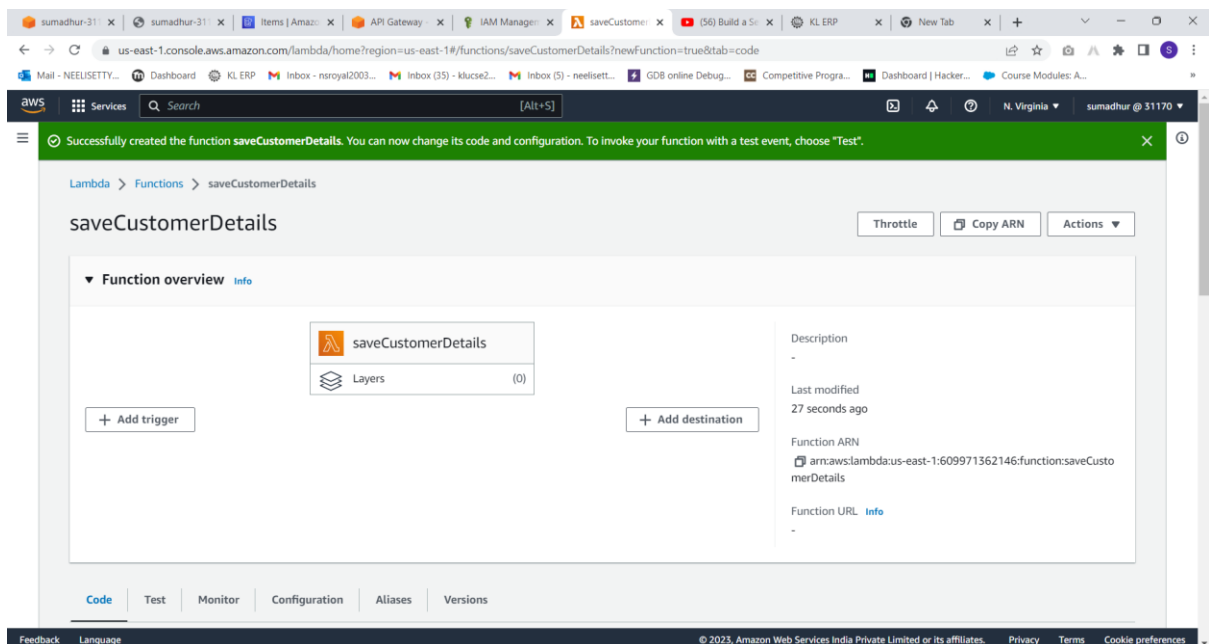 sumadhur-311 sumadhur-311 Items | Amazo API Gateway - IAM Managem saveCustomer (56) Build a Se KL ERP New Tab
us-east-1.console.aws.amazon.com/lambda/home?region=us-east-1#/functions/saveCustomerDetails?newFunction=true&tab=code S
Mail - NEELISETTY... Dashboard KL ERP Inbox - nsroyal2003... Inbox (35) - klucse2... Inbox (5) - neelisett... GDB online Debug... CC Competitive Progra... Dashboard | Hacker... Course Modules: A... »
aws Services Search [Alt+S] N. Virginia ▼ sumadhur @ 31170 ▼
Successfully created the function saveCustomerDetails. You can now change its code and configuration. To invoke your function with a test event, choose "Test".
Lambda > Functions > saveCustomerDetails
saveCustomerDetails
Throttle Copy ARN Actions ▼
▼ Function overview Info
saveCustomerDetails
Layers (0)
+ Add trigger
+ Add destination
Description
-
Last modified
27 seconds ago
Function ARN
arn:aws:lambda:us-east-1:609971362146:function:saveCusto
merDetails
Function URL Info
-
Code Test Monitor Configuration Aliases Versions
Feedback Language © 2023, Amazon Web Services India Private Limited or its affiliates. Privacy Terms Cookie preferences